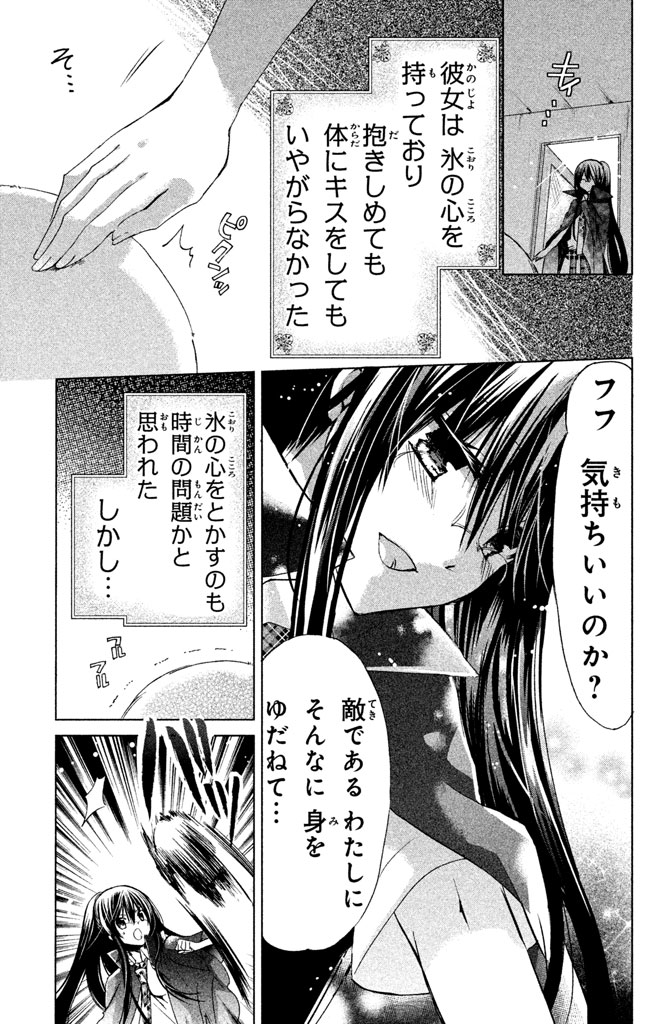 もぞ
彼女は 氷の心を
持っており
抱きしめても
体にキスをしても
いやがらなかった
そ…
ピクンッ
フフ 気持ちいいのか?
敵である わたしに
そんなに 身を
ゆだねて…
氷の心をとかすのも
時間の問題かと
思われた
しかし…
プル
プル